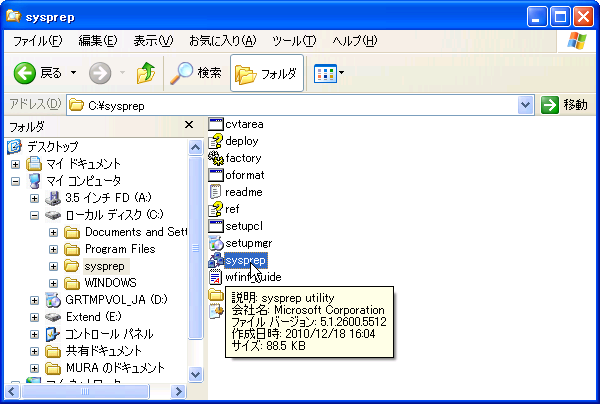 sysprep
ファイル(F) 編集(E) 表示(V) お気に入り(A) ツール(T) ヘルプ(H)
戻る 検索 フォルダ
アドレス(D) C:¥sysprep 移動
フォルダ
デスクトップ
マイ ドキュメント
マイ コンピュータ
3.5 インチ FD (A:)
ローカル ディスク (C:)
Documents and Sett
Program Files
sysprep
WINDOWS
GRTMPVOL_JA (D:)
Extend (E:)
コントロール パネル
共有ドキュメント
MURA のドキュメント
cvtarea
deploy
factory
oformat
readme
ref
setupcl
setupmgr
sysprep
説明: sysprep utility
会社名: Microsoft Corporation
ファイル バージョン: 5.1.2600.5512
作成日時: 2010/12/18 16:04
サイズ: 88.5 KB